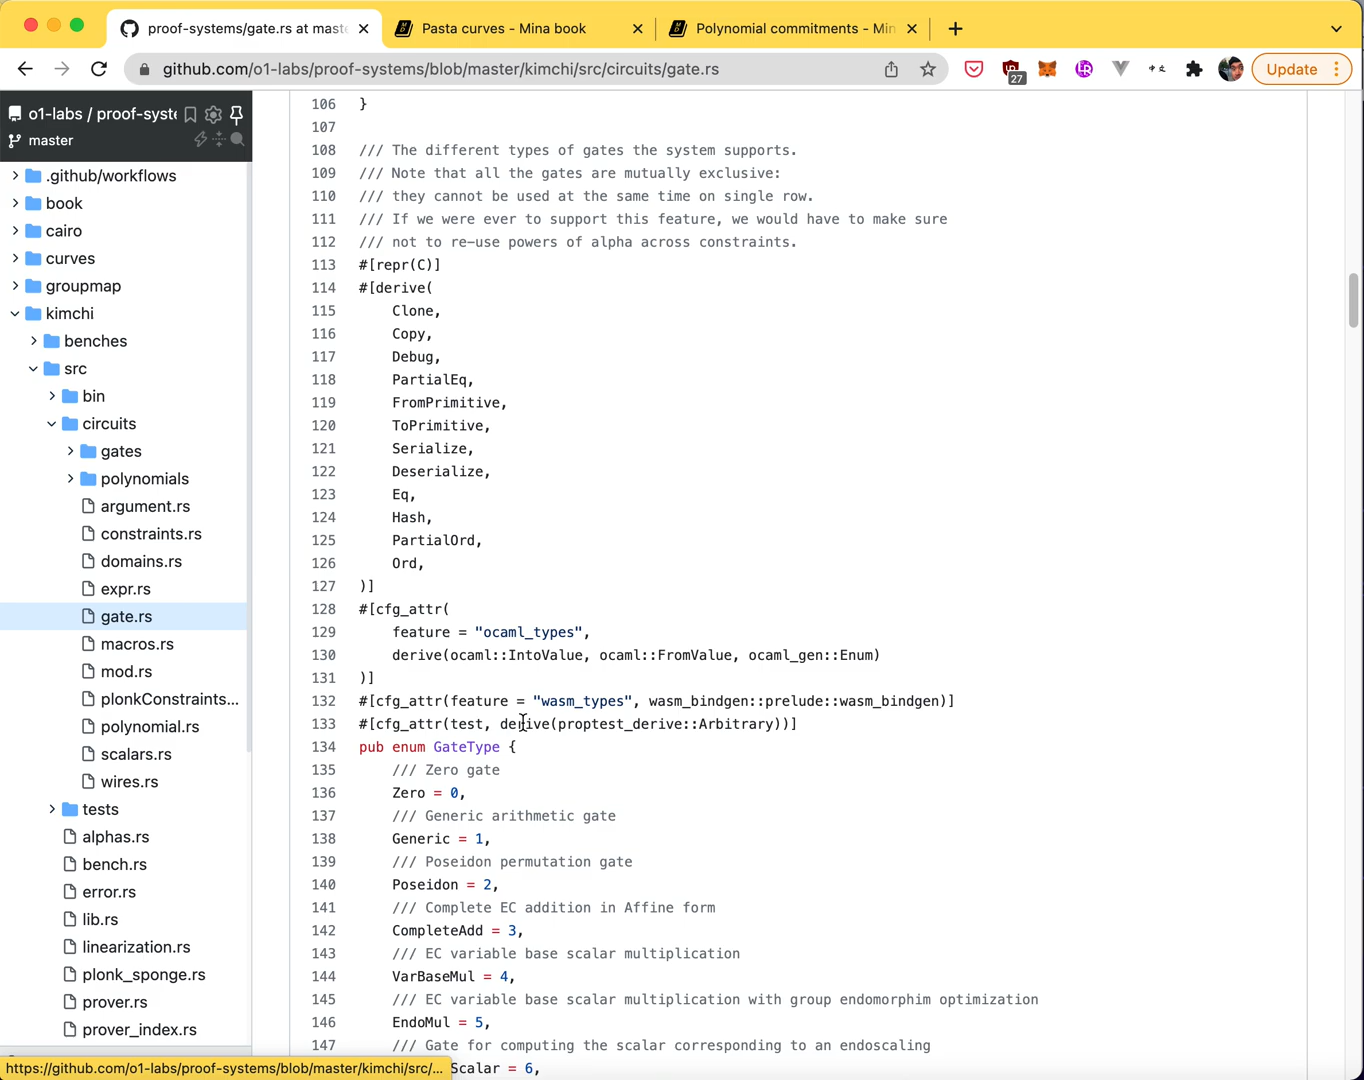 proof-systems/gate.rs at mast
Pasta curves - Mina book
Polynomial commitments - Min
github.com/o1-labs/proof-systems/blob/master/kimchi/src/circuits/gate.rs
27
Update
o1-labs / proof-syste
master
.github/workflows
book
cairo
curves
groupmap
kimchi
benches
src
bin
circuits
gates
polynomials
argument.rs
constraints.rs
domains.rs
expr.rs
gate.rs
macros.rs
mod.rs
plonkConstraints...
polynomial.rs
scalars.rs
wires.rs
tests
alphas.rs
bench.rs
error.rs
lib.rs
linearization.rs
plonk_sponge.rs
prover.rs
prover_index.rs
106 }
107
108 /// The different types of gates the system supports.
109 /// Note that all the gates are mutually exclusive:
110 /// they cannot be used at the same time on single row.
111 /// If we were ever to support this feature, we would have to make sure
112 /// not to re-use powers of alpha across constraints.
113 #[repr(C)]
114 #[derive(
115 Clone,
116 Copy,
117 Debug,
118 PartialEq,
119 FromPrimitive,
120 ToPrimitive,
121 Serialize,
122 Deserialize,
123 Eq,
124 Hash,
125 PartialOrd,
126 Ord,
127 )]
128 #[cfg_attr(
129 feature = "ocaml_types",
130 derive(ocaml::IntoValue, ocaml::FromValue, ocaml_gen::Enum)
131 )]
132 #[cfg_attr(feature = "wasm_types", wasm_bindgen::prelude::wasm_bindgen)]
133 #[cfg_attr(test, derive(proptest_derive::Arbitrary))]
134 pub enum GateType {
135 /// Zero gate
136 Zero = 0,
137 /// Generic arithmetic gate
138 Generic = 1,
139 /// Poseidon permutation gate
140 Poseidon = 2,
141 /// Complete EC addition in Affine form
142 CompleteAdd = 3,
143 /// EC variable base scalar multiplication
144 VarBaseMul = 4,
145 /// EC variable base scalar multiplication with group endomorphim optimization
146 EndoMul = 5,
147 /// Gate for computing the scalar corresponding to an endoscaling
Scalar = 6,
https://github.com/o1-labs/proof-systems/blob/master/kimchi/src/...